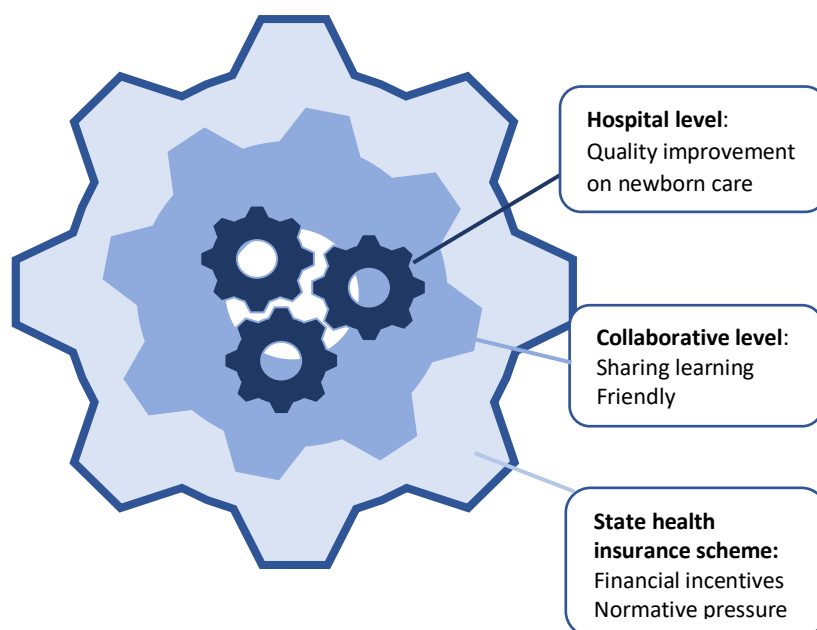 Hospital level:
Quality improvement
on newborn care
Collaborative level:
Sharing learning
Friendly
State health
insurance scheme:
Financial incentives
Normative pressure